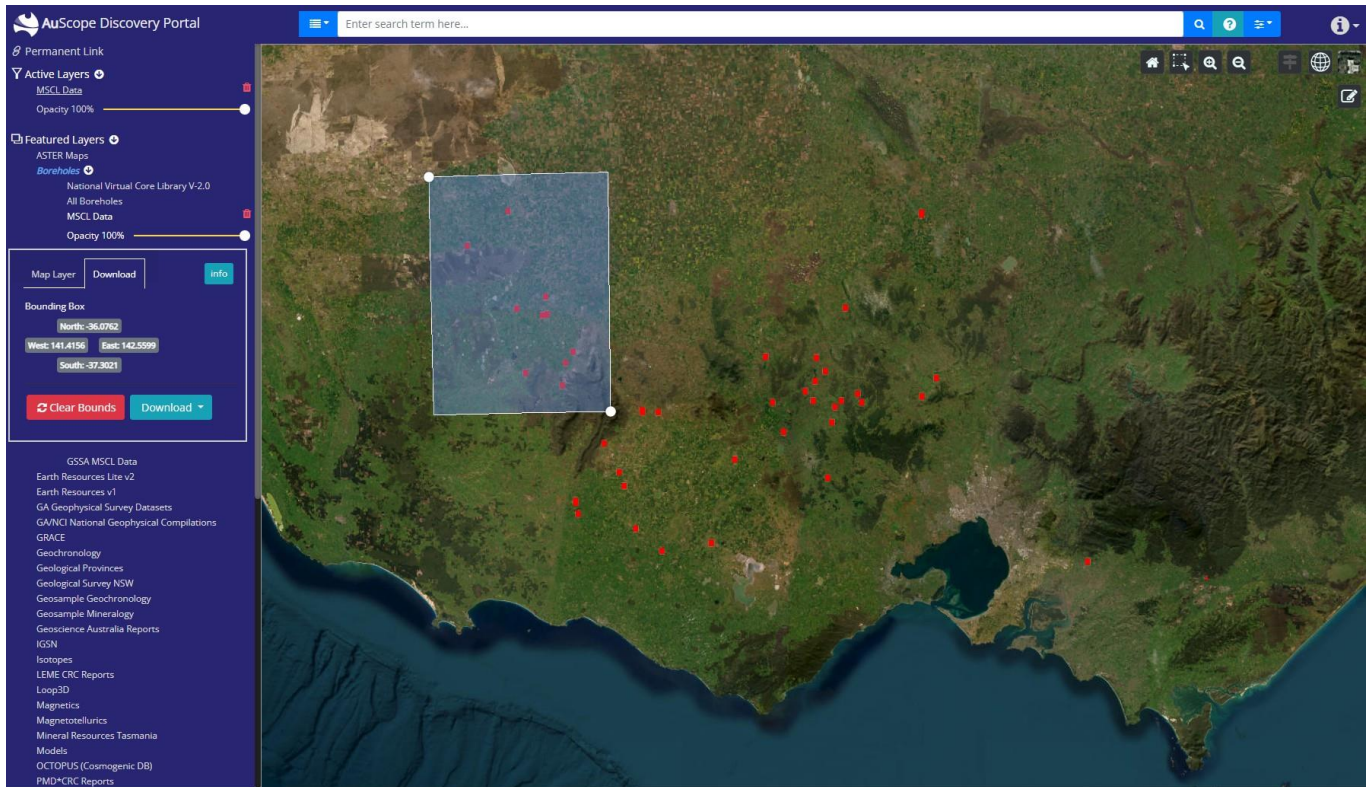 AuScope Discovery Portal
Enter search term here...
Permanent Link
Active Layers
MSCL Data
Opacity 100%
Featured Layers
ASTER Maps
Boreholes
National Virtual Core Library V-2.0
All Boreholes
MSCL Data
Opacity 100%
Map Layer Download info
Bounding Box
North: -36.0762
West: 141.4156 East: 142.5599
South: -37.3021
Clear Bounds Download
GSSA MSCL Data
Earth Resources Lite v2
Earth Resources v1
GA Geophysical Survey Datasets
GA/NCI National Geophysical Compilations
GRACE
Geochronology
Geological Provinces
Geological Survey NSW
Geosample Geochronology
Geosample Mineralogy
Geoscience Australia Reports
IGSN
Isotopes
LEME CRC Reports
Loop3D
Magnetics
Magnetotellurics
Mineral Resources Tasmania
Models
OCTOPUS (Cosmogenic DB)
PMD*CRC Reports